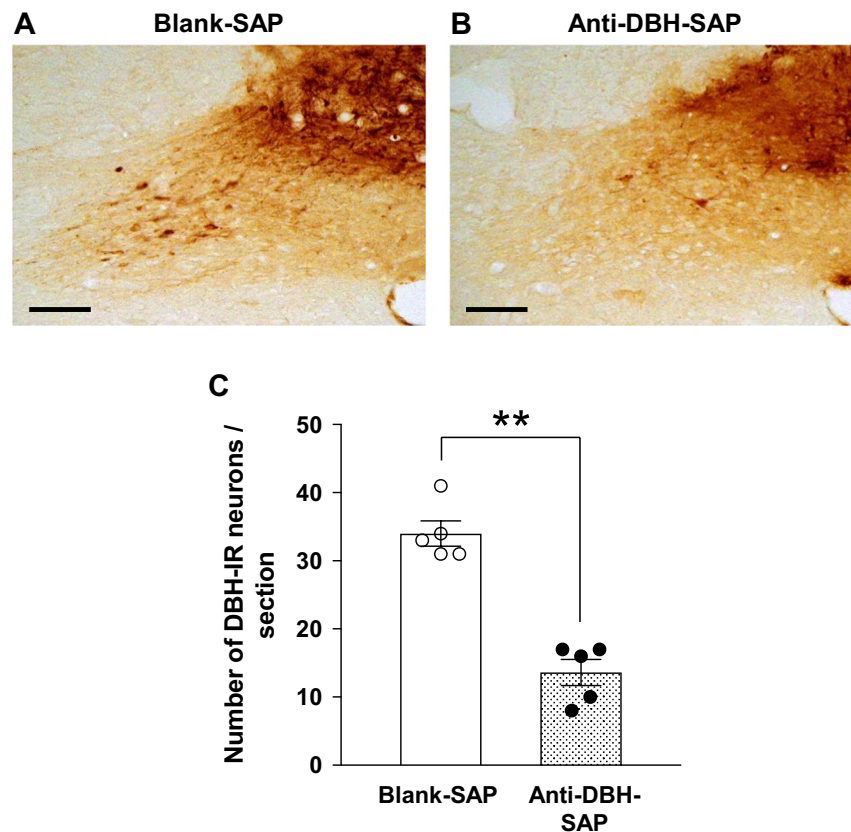 A
Blank-SAP
B
Anti-DBH-SAP
C
Number of DBH-IR neurons /
section
50
40
30
20
10
0
**
Blank-SAP
Anti-DBH-
SAP